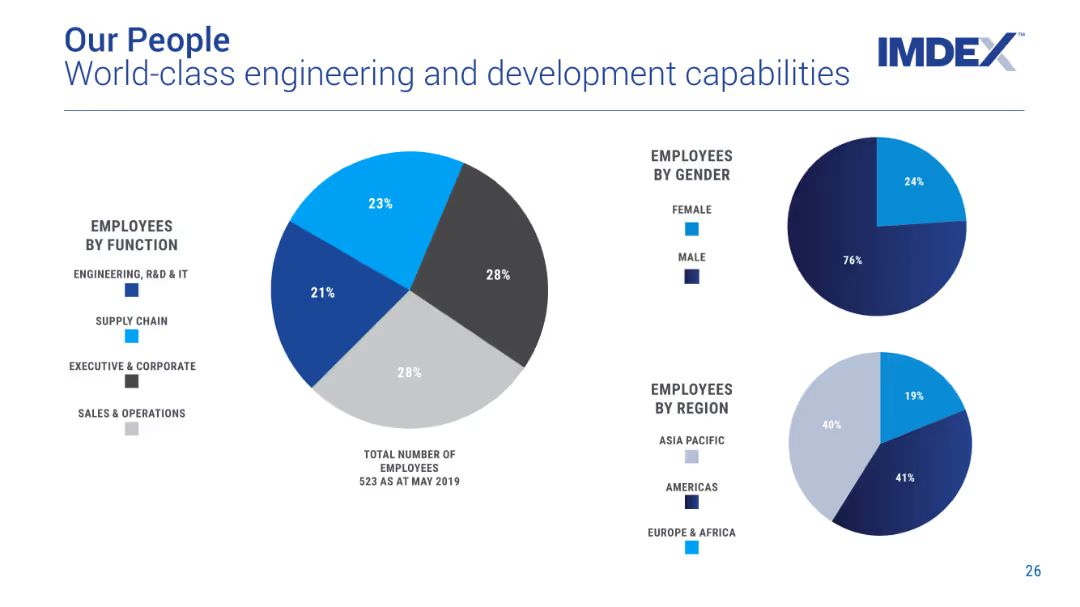 Our People
World-class engineering and development capabilities
IMDEX™
EMPLOYEES
BY FUNCTION
ENGINEERING, R&D & IT
SUPPLY CHAIN
EXECUTIVE & CORPORATE
SALES & OPERATIONS
23%
28%
21%
28%
TOTAL NUMBER OF
EMPLOYEES
523 AS AT MAY 2019
EMPLOYEES
BY GENDER
FEMALE
MALE
24%
76%
EMPLOYEES
BY REGION
ASIA PACIFIC
AMERICAS
EUROPE & AFRICA
19%
40%
41%
26